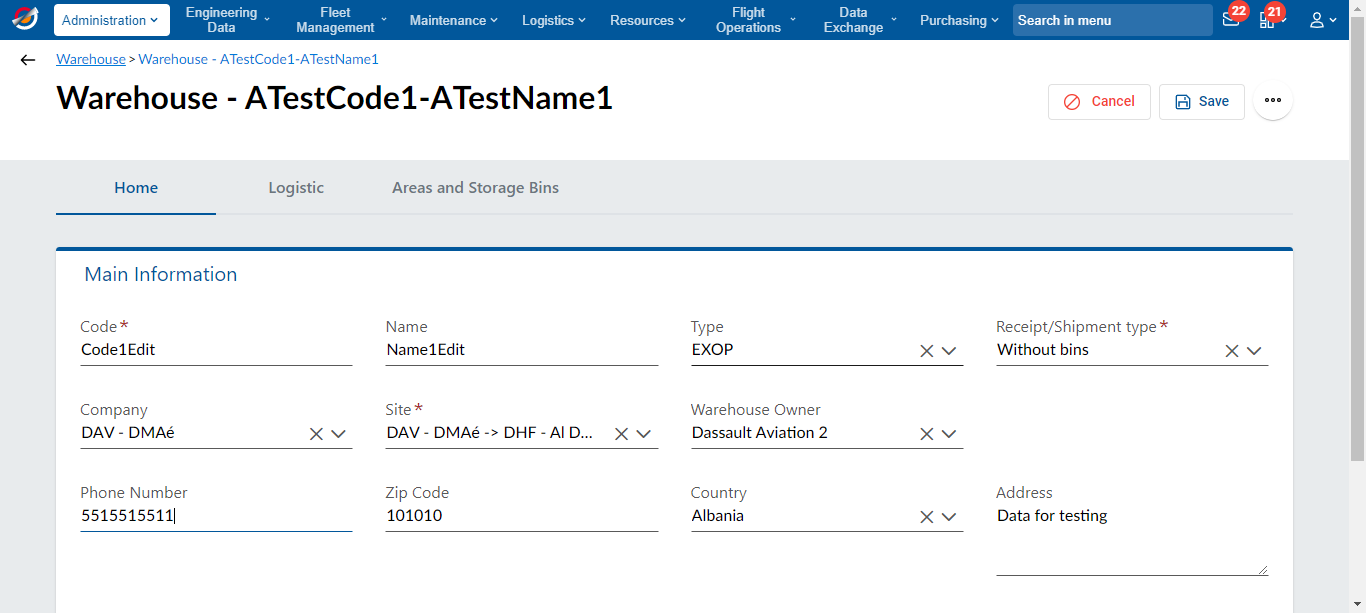 Administration
Engineering Data
Fleet Management
Maintenance
Logistics
Resources
Flight Operations
Data Exchange
Purchasing
Search in menu
22
21
Warehouse > Warehouse - ATestCode1-ATestName1
Warehouse - ATestCode1-ATestName1
Cancel
Save
Home
Logistic
Areas and Storage Bins
Main Information
Code*
Name
Type
Receipt/Shipment type*
Code1Edit
Name1Edit
EXOP
Without bins
Company
Site*
Warehouse Owner
DAV - DMAé
DAV - DMAé -> DHF - Al D...
Dassault Aviation 2
Phone Number
Zip Code
Country
Address
5515515511
101010
Albania
Data for testing